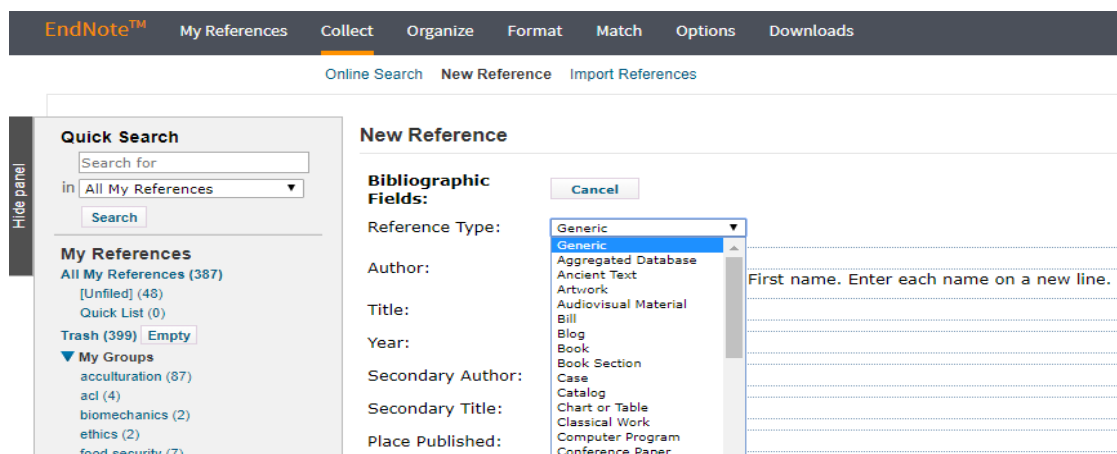 EndNote™ My References Collect Organize Format Match Options Downloads
Online Search New Reference Import References
Hide panel
Quick Search
Search for
in All My References
Search
My References
All My References (387)
[Unfiled] (48)
Quick List (0)
Trash (399) Empty
My Groups
acculturation (87)
acl (4)
biomechanics (2)
ethics (2)
food security (7)
New Reference
Bibliographic
Fields:
Cancel
Reference Type:
Generic
Generic
Aggregated Database
Ancient Text
Artwork
Audiovisual Material
Bill
Blog
Book
Book Section
Case
Catalog
Chart or Table
Classical Work
Computer Program
Conference Paper
Author:
First name. Enter each name on a new line.
Title:
Year:
Secondary Author:
Secondary Title:
Place Published: